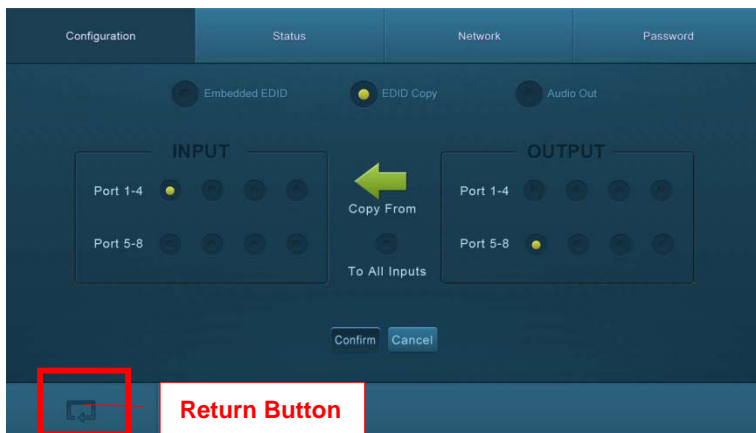 Configuration Status Network Password
Embedded EDID EDID Copy Audio Out
INPUT OUTPUT
Port 1-4 Copy From Port 1-4
Port 5-8 Port 5-8
To All Inputs
Confirm Cancel
Return Button